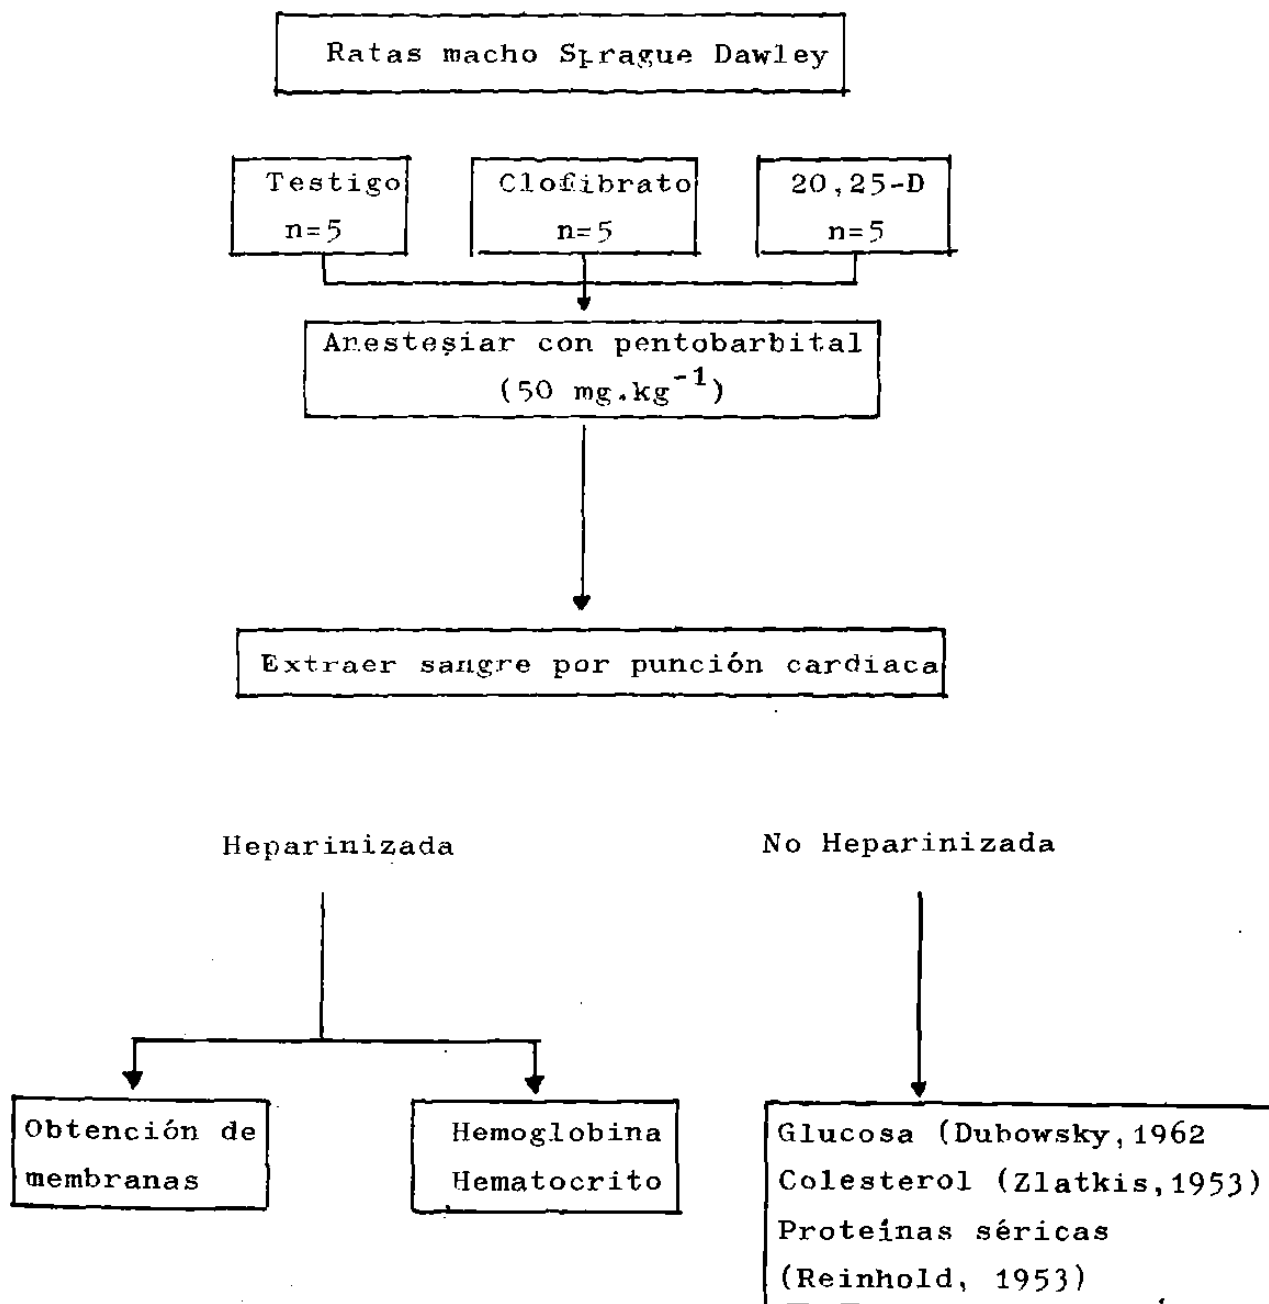 Ratas macho Sprague Dawley
Testigo
n=5
Clofibrato
n=5
20,25-D
n=5
Anestesiar con pentobarbital
(50 mg.kg⁻¹)
Extraer sangre por punción cardiaca
Heparinizada
No Heparinizada
Obtención de
membranas
Hemoglobina
Hematocrito
Glucosa (Dubowsky,1962
Colesterol (Zlatkis,1953)
Proteínas séricas
(Reinhold, 1953)